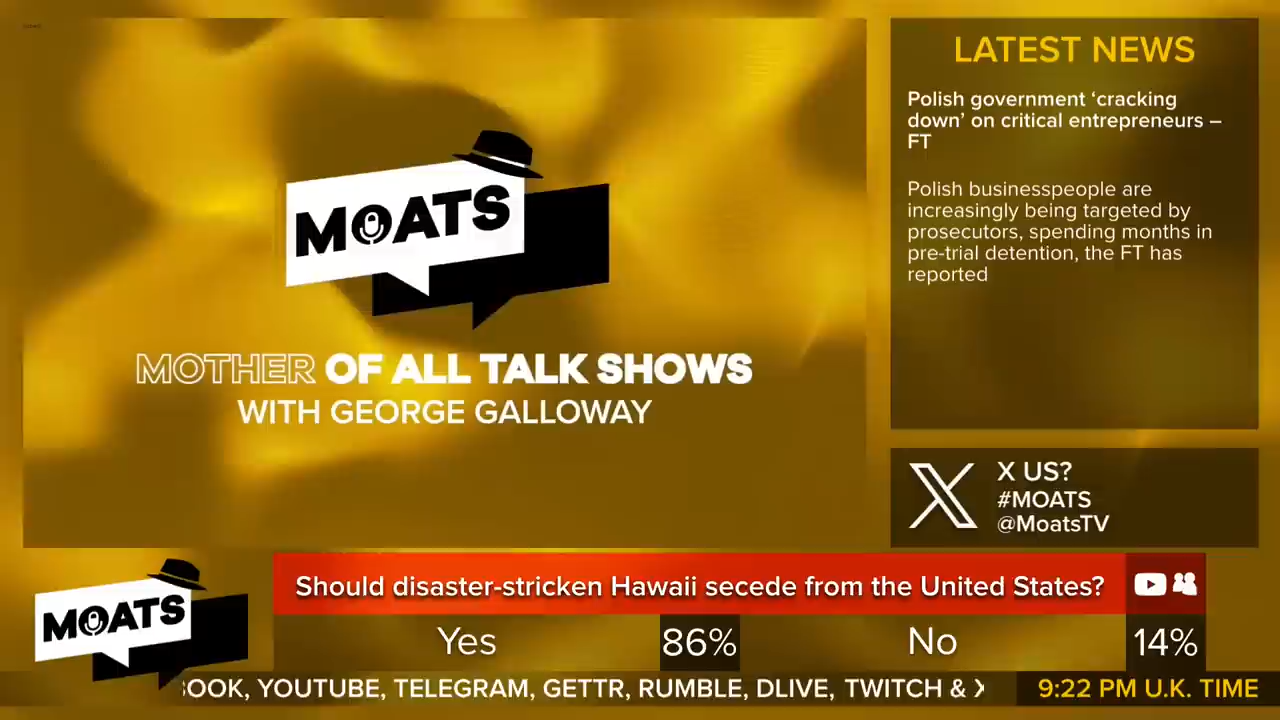 MOATS
MOTHER OF ALL TALK SHOWS
WITH GEORGE GALLOWAY
LATEST NEWS
Polish government ‘cracking
down’ on critical entrepreneurs –
FT
Polish businesspeople are
increasingly being targeted by
prosecutors, spending months in
pre-trial detention, the FT has
reported
X US?
#MOATS
@MoatsTV
MOATS
Should disaster-stricken Hawaii secede from the United States?
Yes 86% No 14%
OOK, YOUTUBE, TELEGRAM, GETTR, RUMBLE, DLIVE, TWITCH & X
9:22 PM U.K. TIME